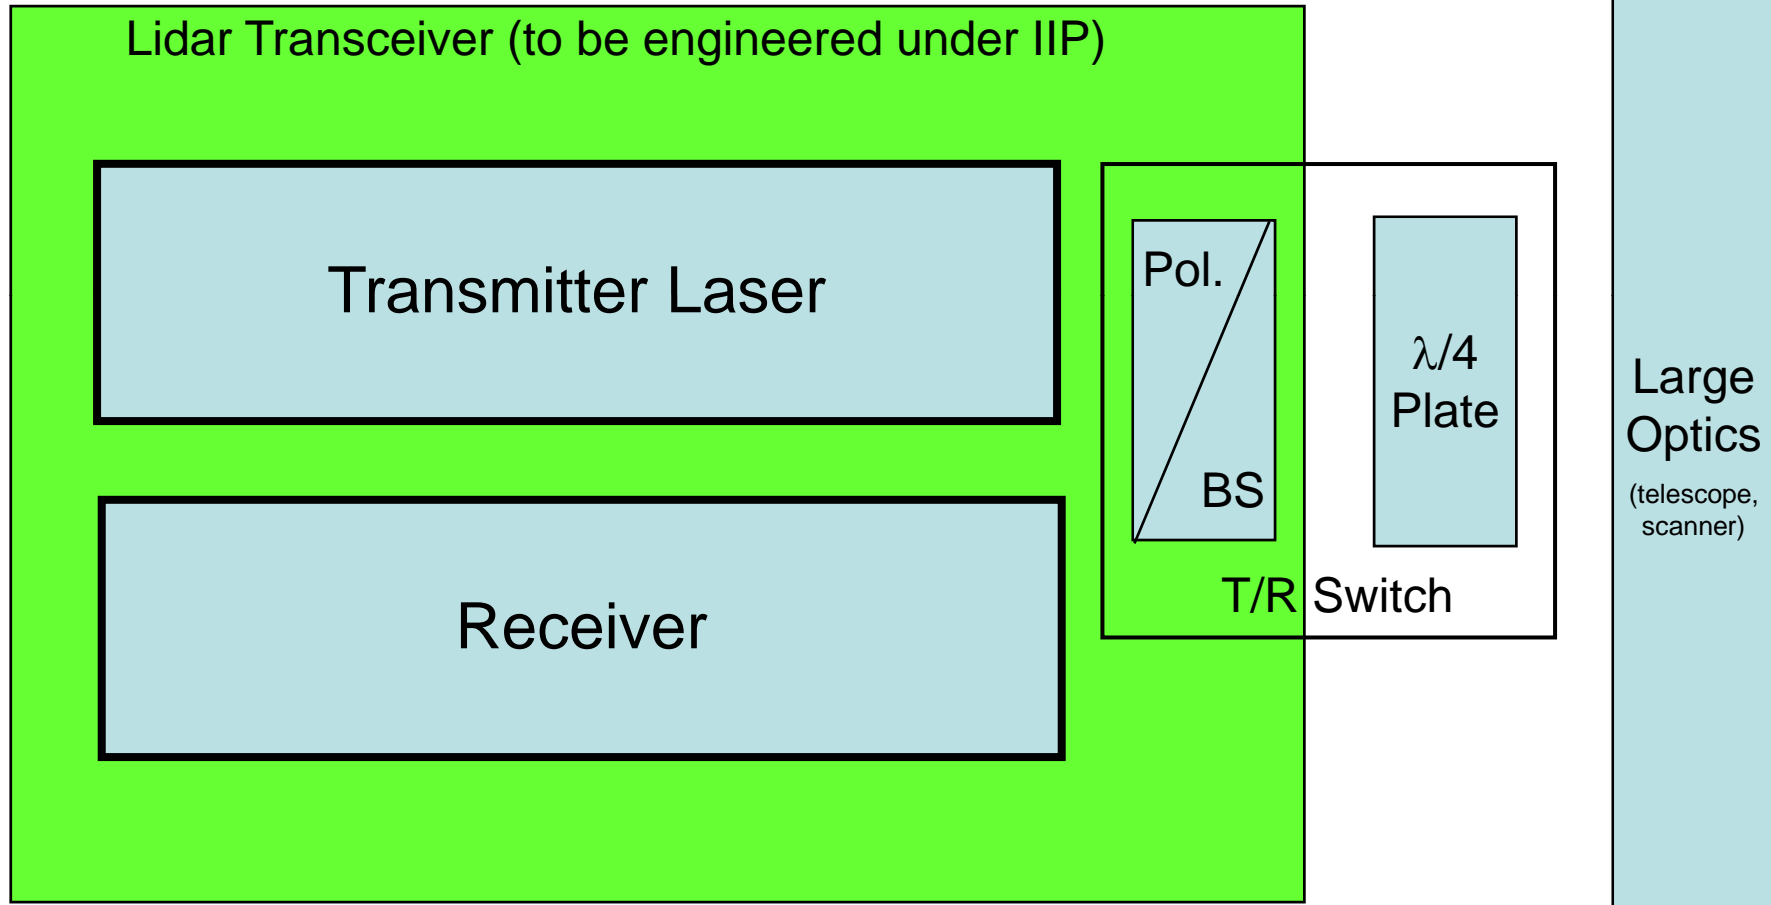 Lidar Transceiver (to be engineered under IIP)
Transmitter Laser
Receiver
Pol.
BS
λ/4
Plate
T/R Switch
Large
Optics
(telescope,
scanner)